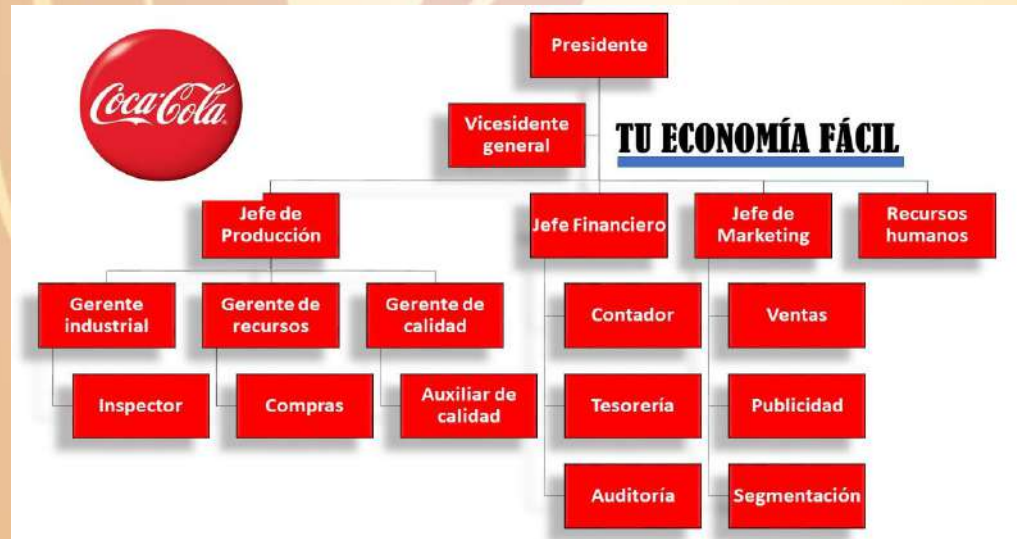 Presidente
Coca-Cola
Vicesidente
general
TU ECONOMÍA FÁCIL
Jefe de
Producción
Jefe Financiero
Jefe de
Marketing
Recursos
humanos
Gerente
industrial
Gerente de
recursos
Gerente de
calidad
Contador
Ventas
Inspector
Compras
Auxiliar de
calidad
Tesorería
Publicidad
Auditoría
Segmentación